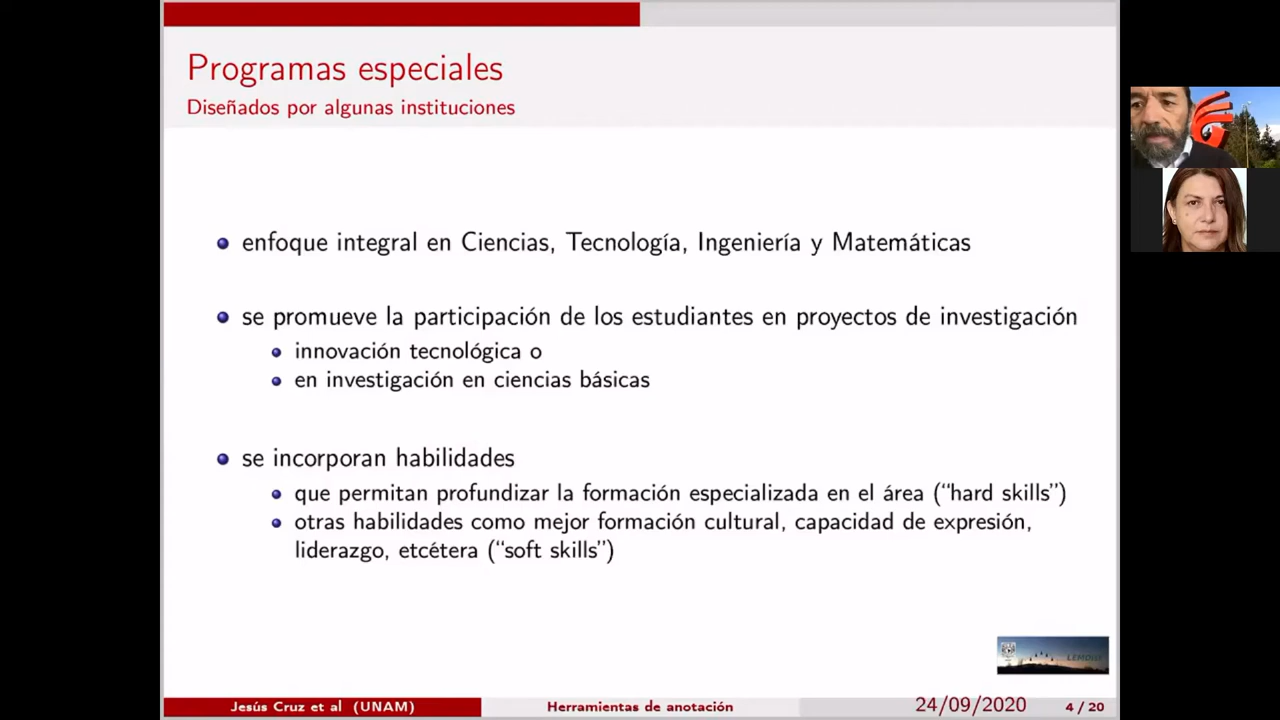 Programas especiales
Diseñados por algunas instituciones
enfoque integral en Ciencias, Tecnología, Ingeniería y Matemáticas
se promueve la participación de los estudiantes en proyectos de investigación
innovación tecnológica o
en investigación en ciencias básicas
se incorporan habilidades
que permitan profundizar la formación especializada en el área (“hard skills”)
otras habilidades como mejor formación cultural, capacidad de expresión,
liderazgo, etcétera (“soft skills”)
Jesús Cruz et al (UNAM)
Herramientas de anotación
24/09/2020
4 / 20